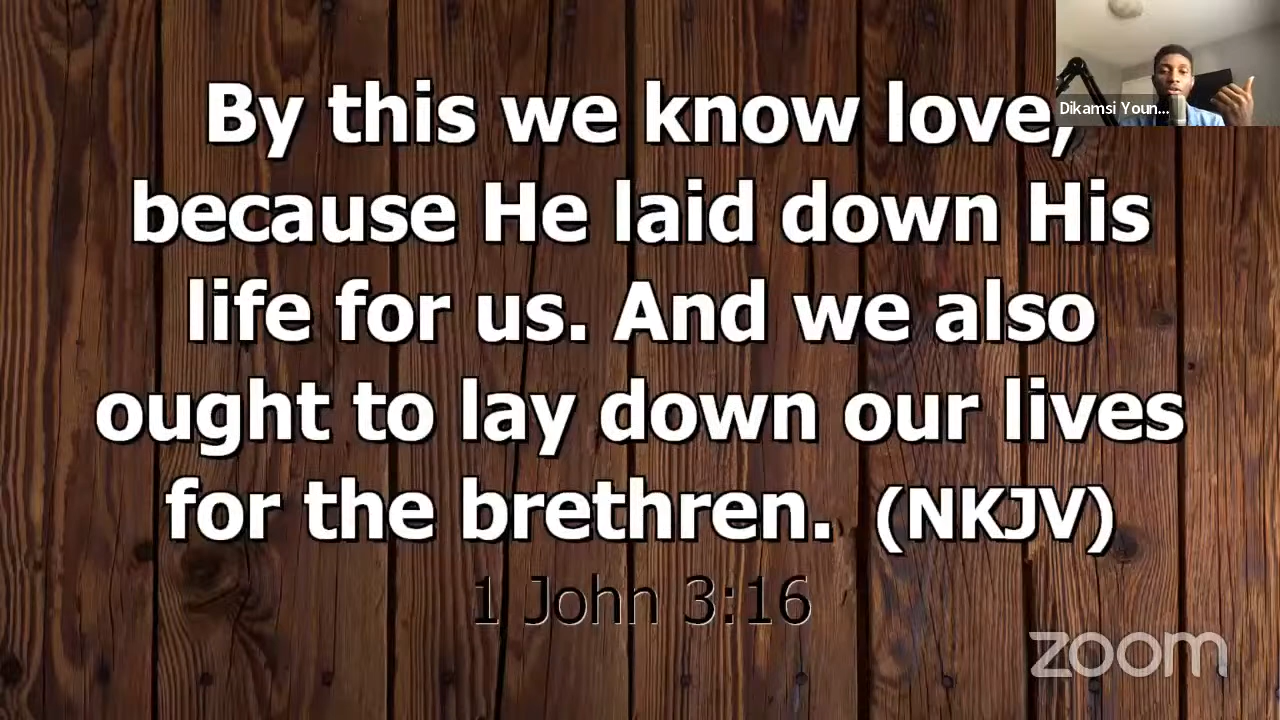 By this we know love,
because He laid down His
life for us. And we also
ought to lay down our lives
for the brethren. (NKJV)
1 John 3:16
Dikamsi Youn...
zoom